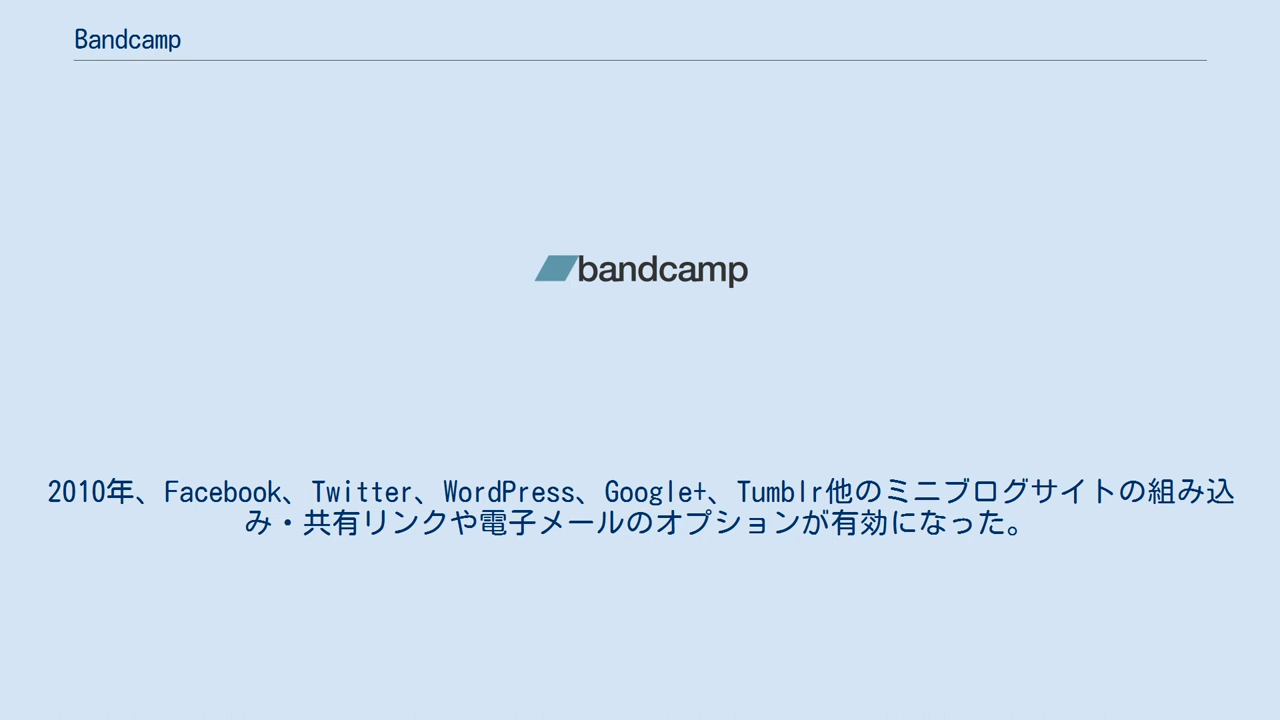 Bandcamp
bandcamp
2010年、Facebook、Twitter、WordPress、Google+、Tumblr他のミニブログサイトの組み込
み・共有リンクや電子メールのオプションが有効になった。